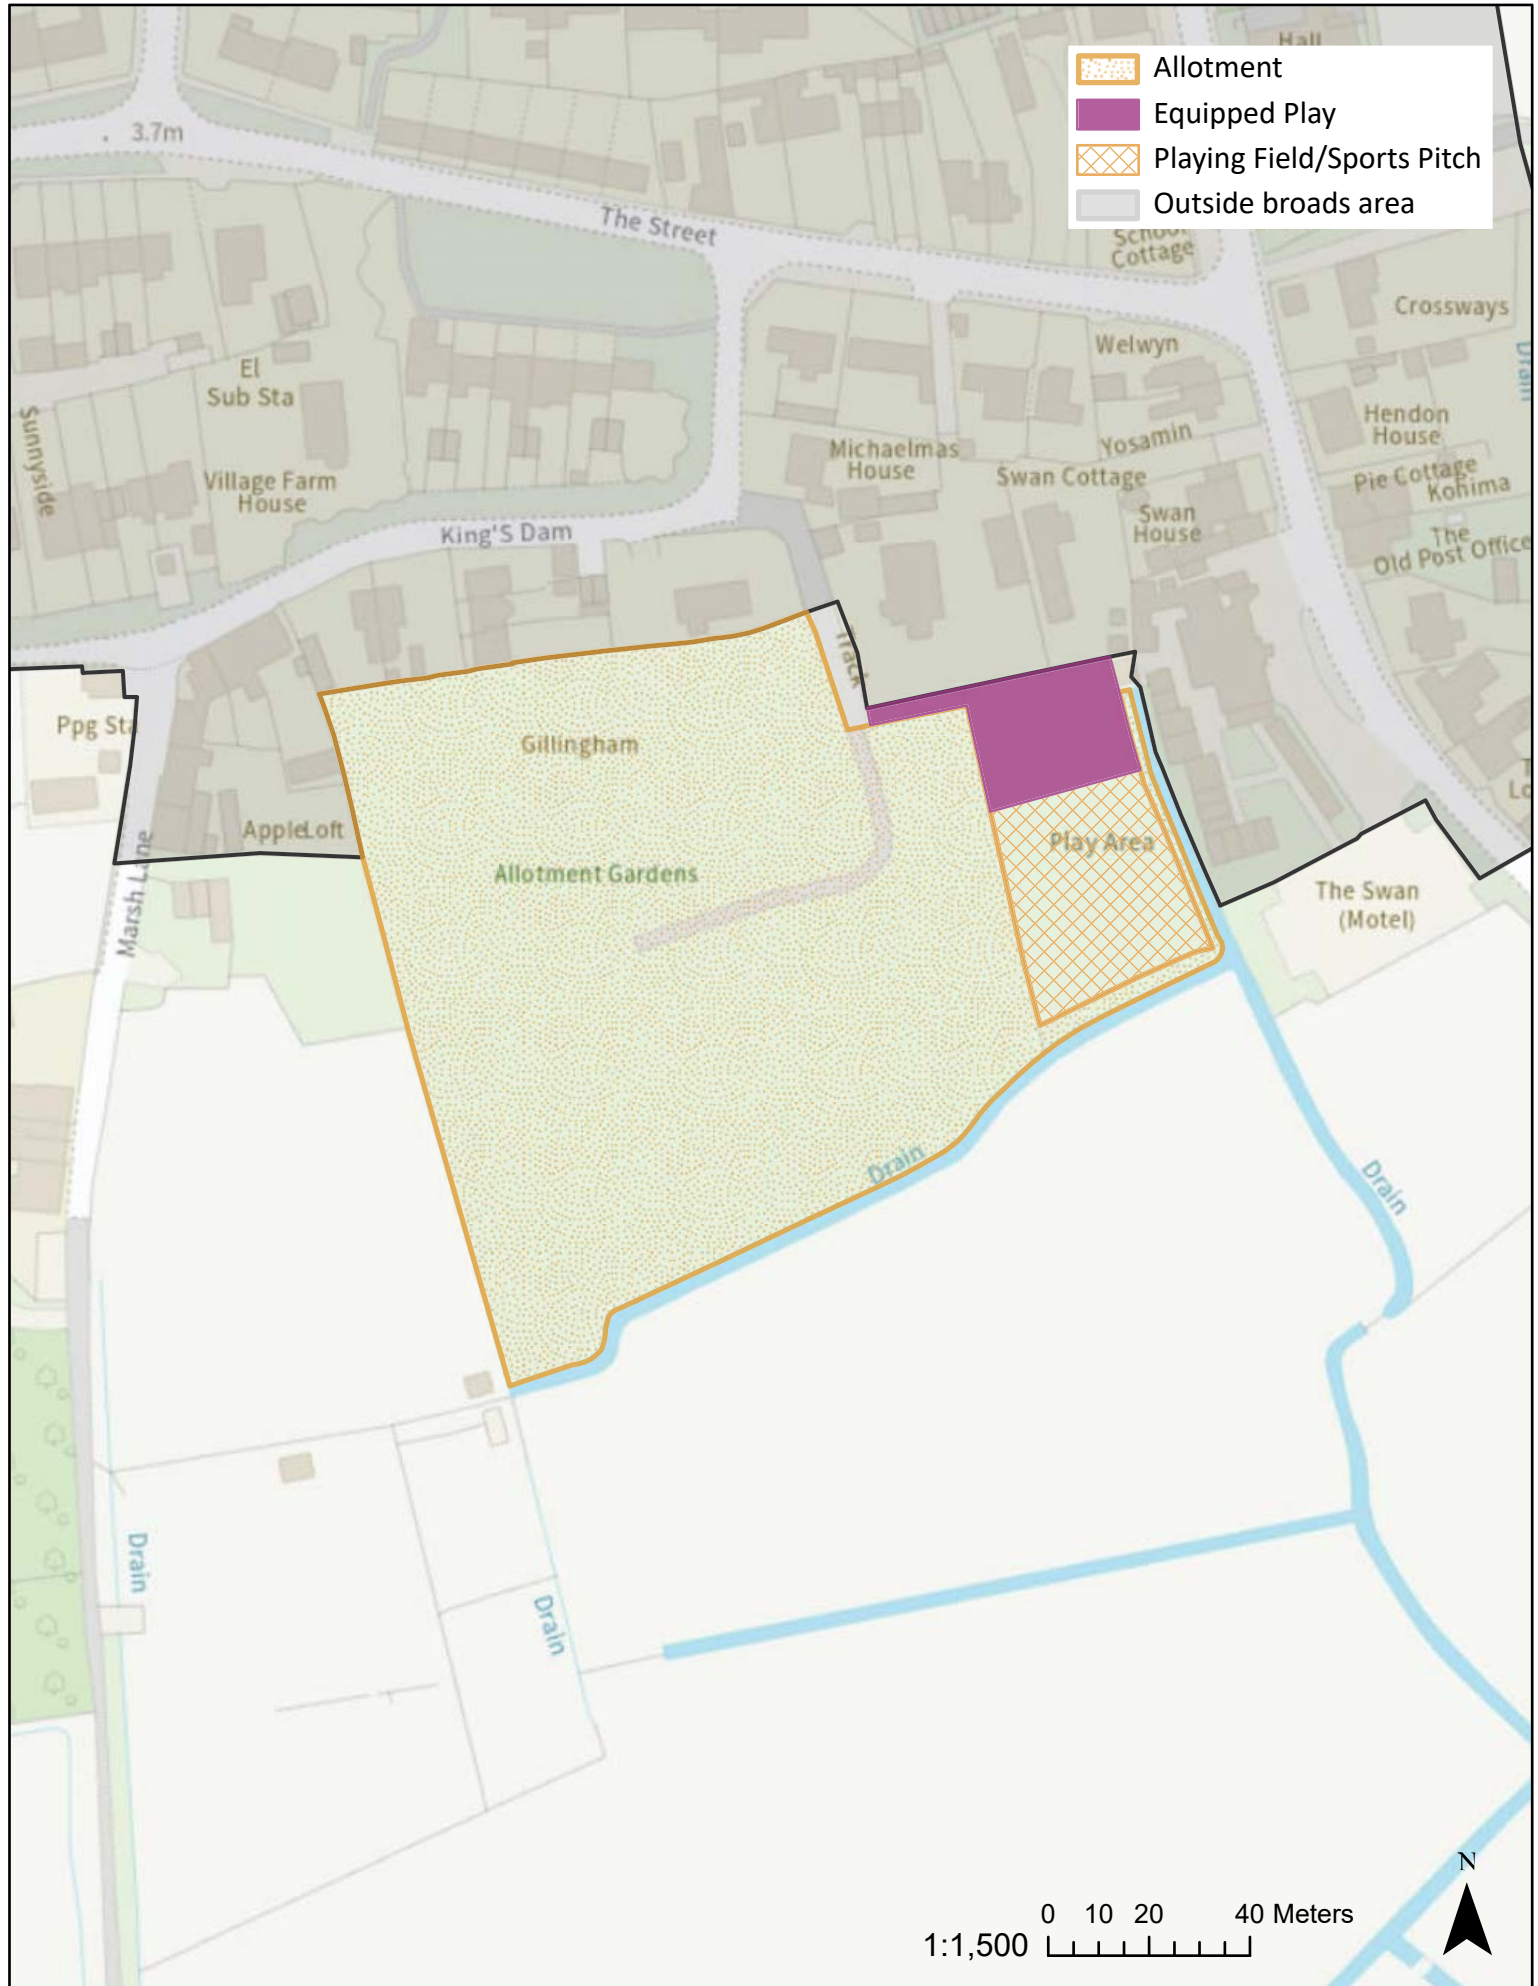 Hall
Allotment
Equipped Play
Playing Field/Sports Pitch
Outside broads area
3.7m
The Street
School
Cottage
Crossways
Drain
Welwyn
El
Sub Sta
Sunnyside
Hendon
House
Michaelmas
House
Yosamin
Swan Cottage
Pie Cottage
Kohima
Village Farm
House
Swan
House
King'S Dam
The
Old Post Office
Track
Ppg Sta
Gillingham
AppleLoft
Play Area
Allotment Gardens
The Swan
(Motel)
Marsh Lane
Drain
Drain
Drain
Drain
N
0 10 20 40 Meters
1:1,500